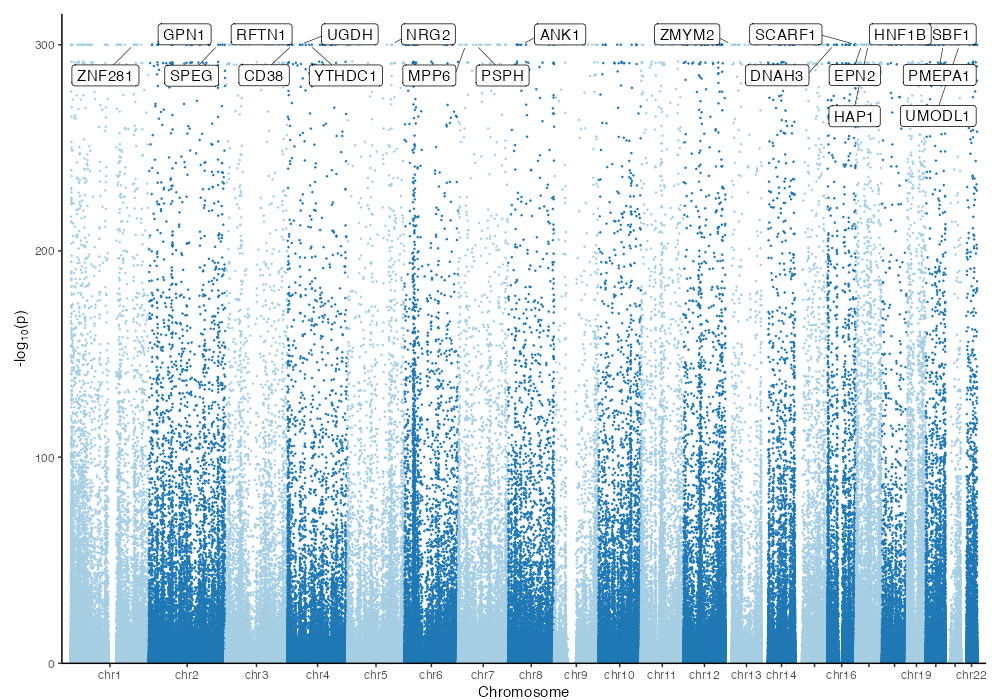 GPN1 RFTN1 UGDH NRG2 ANK1 ZMYM2 SCARF1 HNF1B SBF1
300
ZNF281 SPEG CD38 YTHDC1 MPP6 PSPH DNAH3 EPN2 PMEPA1
HAP1 UMODL1
200
-log10(p)
100
0
chr1 chr2 chr3 chr4 chr5 chr6 chr7 chr8 chr9 chr10 chr11 chr12 chr13 chr14 chr16 chr19 chr22
Chromosome